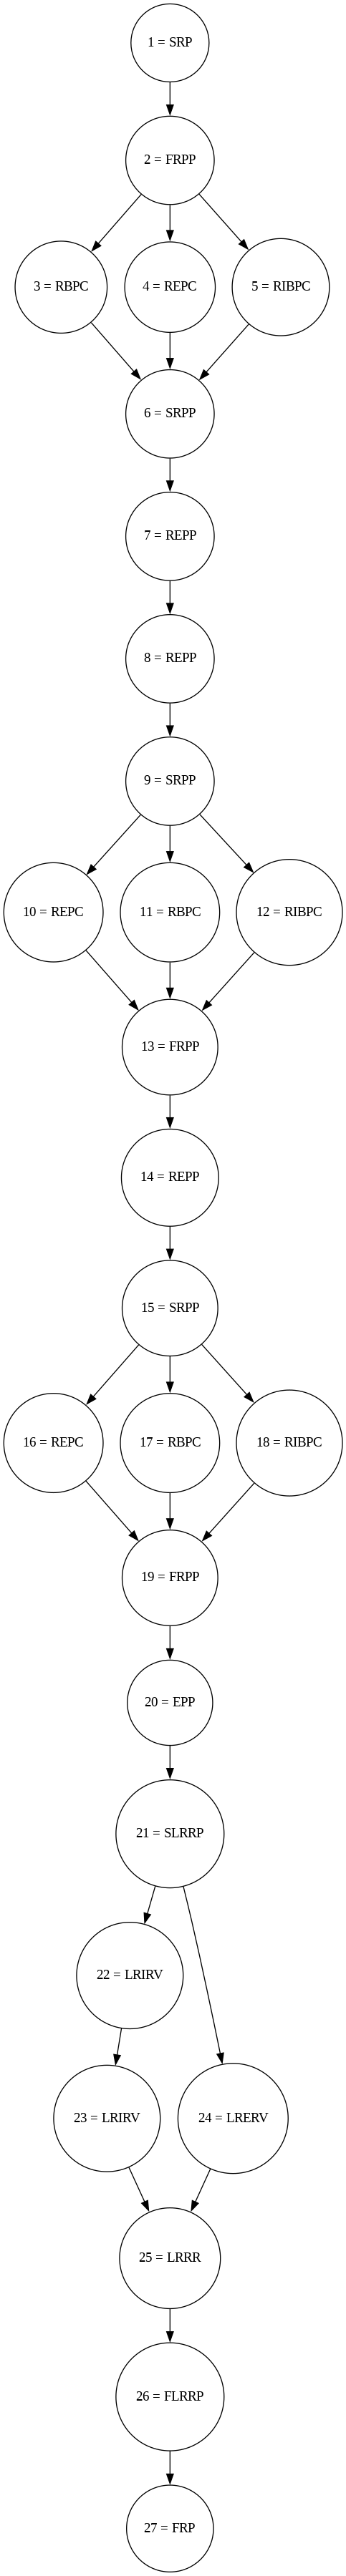 1 = SRP
2 = FRPP
3 = RBPC
4 = REPC
5 = RIBPC
6 = SRPP
7 = REPP
8 = REPP
9 = SRPP
10 = REPC
11 = RBPC
12 = RIBPC
13 = FRPP
14 = REPP
15 = SRPP
16 = REPC
17 = RBPC
18 = RIBPC
19 = FRPP
20 = EPP
21 = SLRRP
22 = LRIRV
23 = LRIRV
24 = LRERV
25 = LRRR
26 = FLRRP
27 = FRP